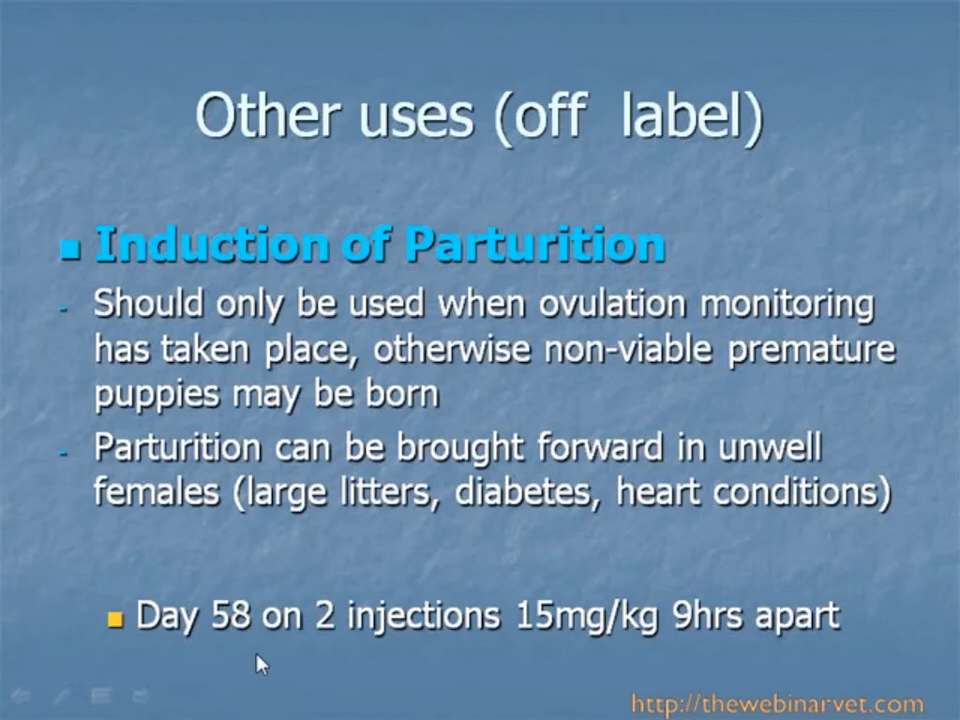 Other uses (off label)
Induction of Parturition
- Should only be used when ovulation monitoring
has taken place, otherwise non-viable premature
puppies may be born
- Parturition can be brought forward in unwell
females (large litters, diabetes, heart conditions)
Day 58 on 2 injections 15mg/kg 9hrs apart
http://thewebinarvet.com